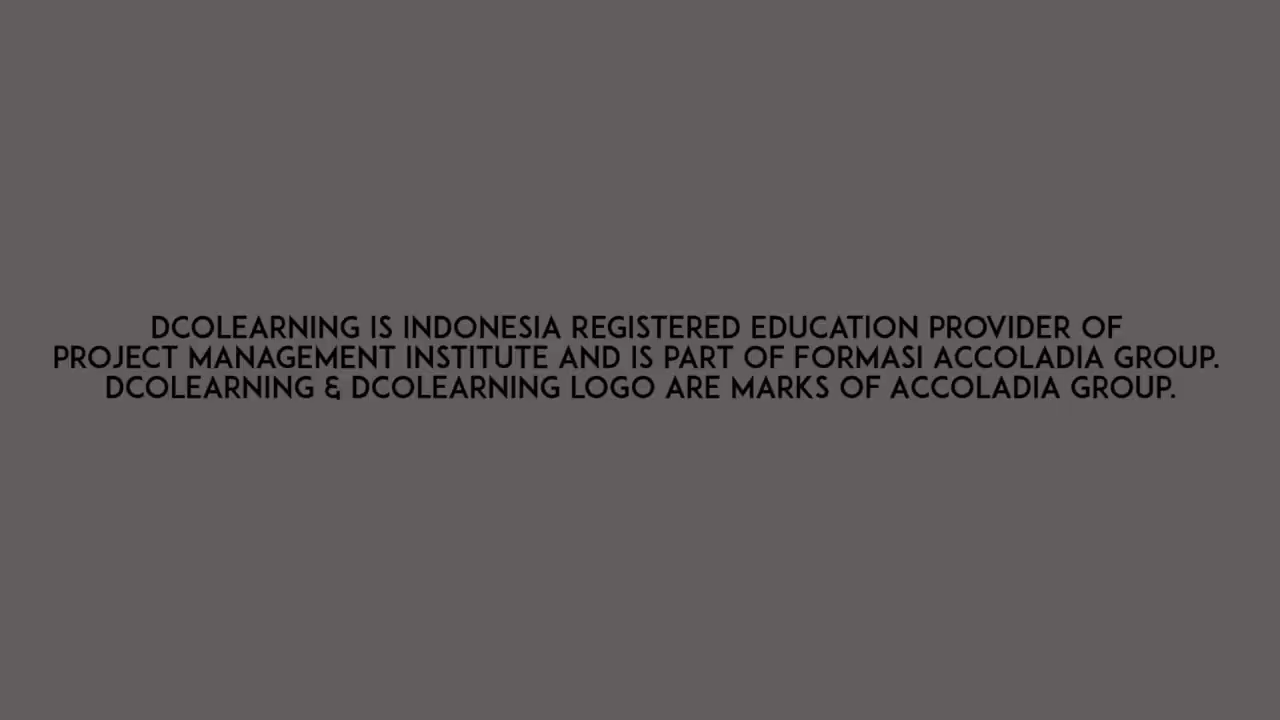 DCOLEARNING IS INDONESIA REGISTERED EDUCATION PROVIDER OF
PROJECT MANAGEMENT INSTITUTE AND IS PART OF FORMASI ACCOLADIA GROUP.
DCOLEARNING & DCOLEARNING LOGO ARE MARKS OF ACCOLADIA GROUP.